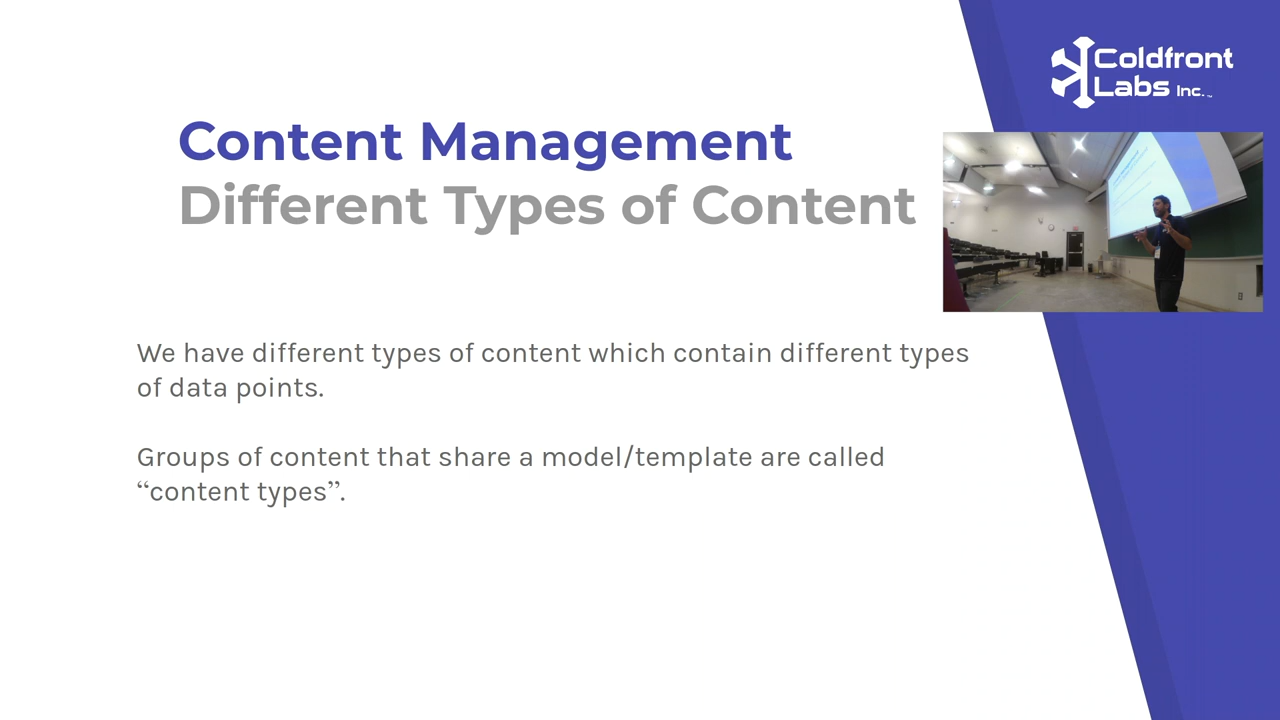 Coldfront
Labs Inc.™
Content Management
Different Types of Content
We have different types of content which contain different types
of data points.
Groups of content that share a model/template are called
“content types”.